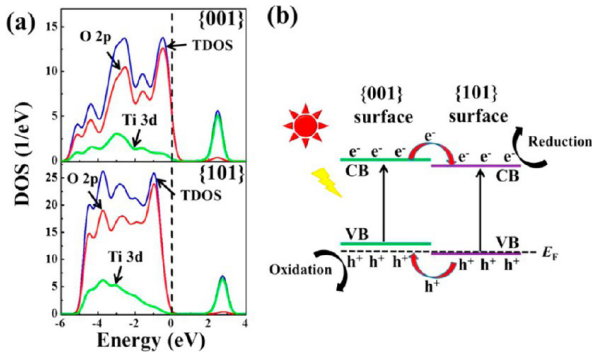 (a)
{001}
15
10
5
0
O 2p
TDOS
Ti 3d
DOS (1/eV)
{101}
25
20
15
10
5
0
O 2p
TDOS
Ti 3d
-6 -4 -2 0 2 4
Energy (eV)
(b)
{001} {101}
surface surface
e⁻
e⁻ e⁻ e⁻ e⁻ e⁻ e⁻
Reduction
CB CB
VB VB
E_F
h⁺ h⁺ h⁺ h⁺ h⁺ h⁺
Oxidation
h⁺